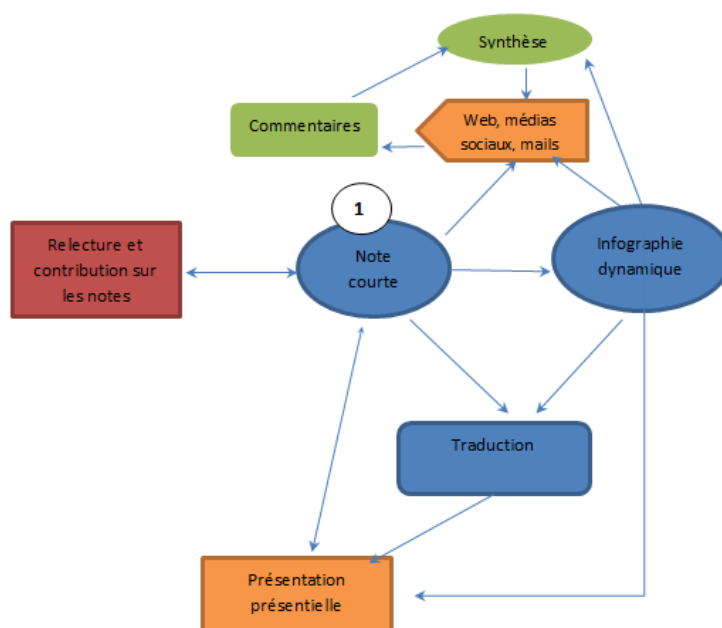 Synthèse
Commentaires
Web, médias
sociaux, mails
1
Relecture et
contribution sur
les notes
Note
courte
Infographie
dynamique
Traduction
Présentation
présentielle